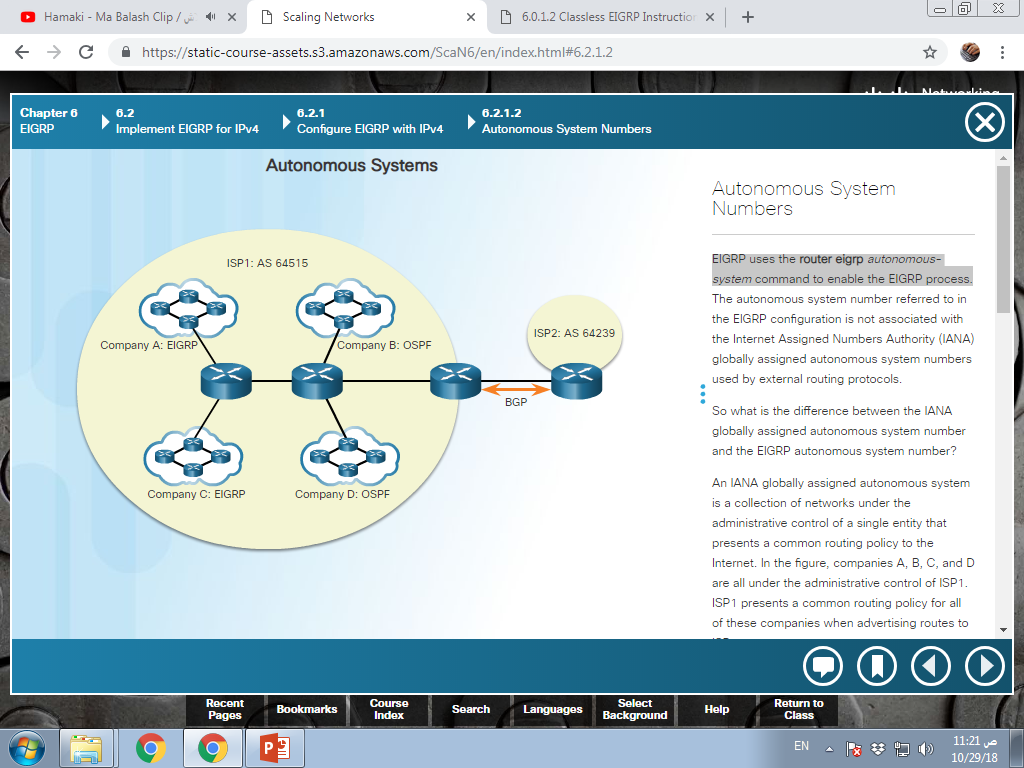 Hamaki - Ma Balash Clip /
Scaling Networks
6.0.1.2 Classless EIGRP Instructio
https://static-course-assets.s3.amazonaws.com/ScaN6/en/index.html#6.2.1.2
Networking
Chapter 6
EIGRP
6.2
Implement EIGRP for IPv4
6.2.1
Configure EIGRP with IPv4
6.2.1.2
Autonomous System Numbers
Autonomous Systems
ISP1: AS 64515
Company A: EIGRP
Company B: OSPF
ISP2: AS 64239
BGP
Company C: EIGRP
Company D: OSPF
Autonomous System
Numbers
EIGRP uses the router eigrp autonomous-
system command to enable the EIGRP process.
The autonomous system number referred to in
the EIGRP configuration is not associated with
the Internet Assigned Numbers Authority (IANA)
globally assigned autonomous system numbers
used by external routing protocols.
So what is the difference between the IANA
globally assigned autonomous system number
and the EIGRP autonomous system number?
An IANA globally assigned autonomous system
is a collection of networks under the
administrative control of a single entity that
presents a common routing policy to the
Internet. In the figure, companies A, B, C, and D
are all under the administrative control of ISP1.
ISP1 presents a common routing policy for all
of these companies when advertising routes to
Recent
Pages
Bookmarks
Course
Index
Search
Languages
Select
Background
Help
Return to
Class
EN
11:21 ص
10/29/18